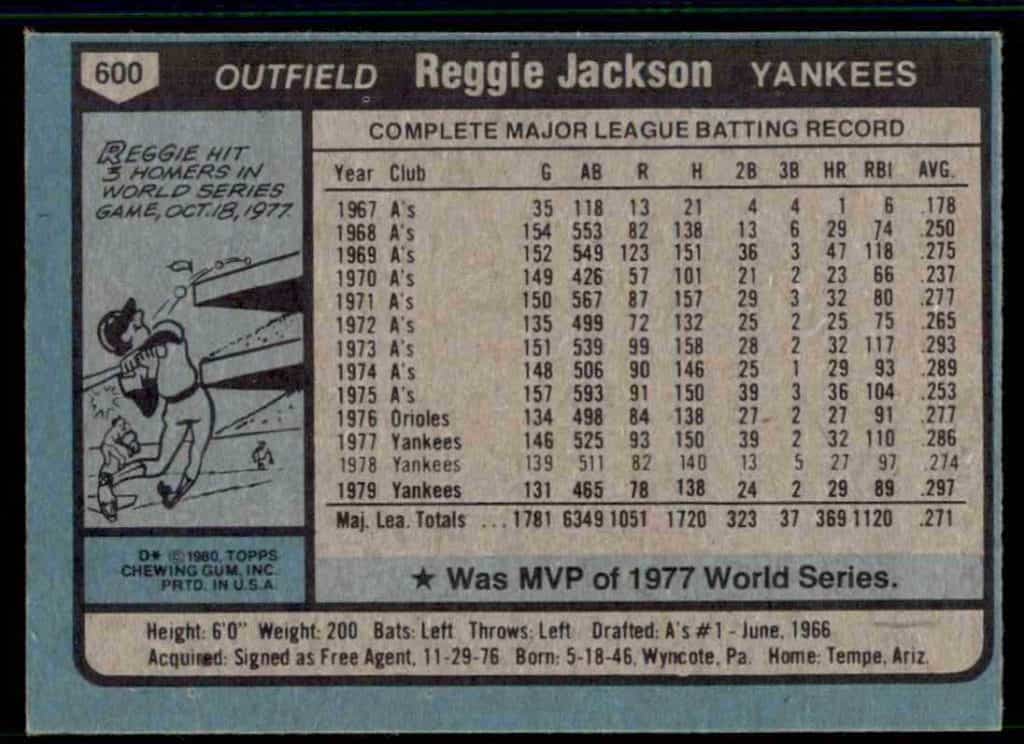 600 OUTFIELD Reggie Jackson YANKEES
REGGIE HIT
3 HOMERS IN
WORLD SERIES
GAME, OCT. 18, 1977.
COMPLETE MAJOR LEAGUE BATTING RECORD
Year Club G AB R H 2B 3B HR RBI AVG.
1967 A's 35 118 13 21 4 4 1 6 .178
1968 A's 154 553 82 138 13 6 29 74 .250
1969 A's 152 549 123 151 36 3 47 118 .275
1970 A's 149 426 57 101 21 2 23 66 .237
1971 A's 150 567 87 157 29 3 32 80 .277
1972 A's 135 499 72 132 25 2 25 75 .265
1973 A's 151 539 99 158 28 2 32 117 .293
1974 A's 148 506 90 146 25 1 29 93 .289
1975 A's 157 593 91 150 39 3 36 104 .253
1976 Orioles 134 498 84 138 27 2 27 91 .277
1977 Yankees 146 525 93 150 39 2 32 110 .286
1978 Yankees 139 511 82 140 13 5 27 97 .274
1979 Yankees 131 465 78 138 24 2 29 89 .297
Maj. Lea. Totals ... 1781 6349 1051 1720 323 37 369 1120 .271
D* © 1980, TOPPS
CHEWING GUM, INC.
PRTD. IN U.S.A.
★ Was MVP of 1977 World Series.
Height: 6'0" Weight: 200 Bats: Left Throws: Left Drafted: A's #1 - June, 1966
Acquired: Signed as Free Agent, 11-29-76 Born: 5-18-46, Wyncote, Pa. Home: Tempe, Ariz.